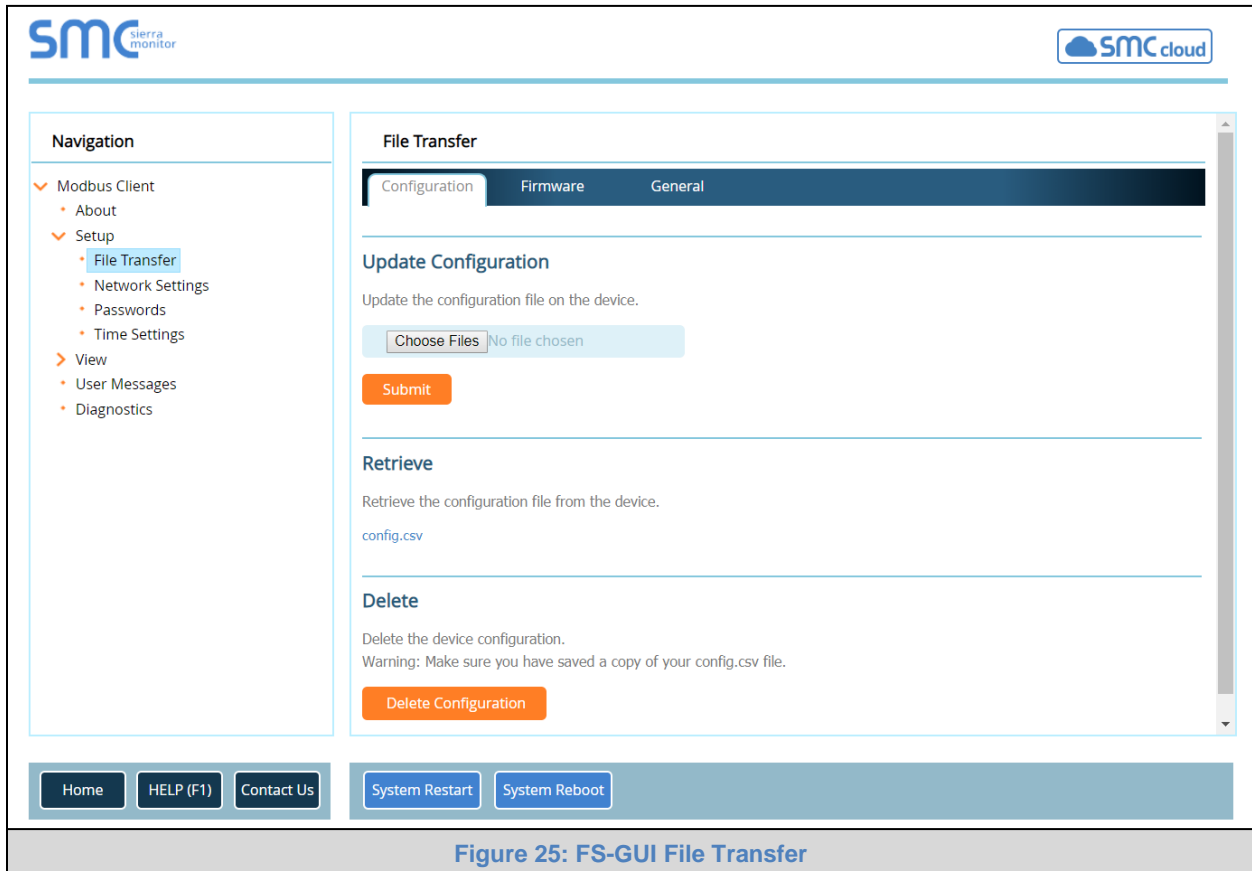 SMC sierra monitor
SMC cloud
Navigation
Modbus Client
About
Setup
File Transfer
Network Settings
Passwords
Time Settings
View
User Messages
Diagnostics
File Transfer
Configuration Firmware General
Update Configuration
Update the configuration file on the device.
Choose Files No file chosen
Submit
Retrieve
Retrieve the configuration file from the device.
config.csv
Delete
Delete the device configuration.
Warning: Make sure you have saved a copy of your config.csv file.
Delete Configuration
Home HELP (F1) Contact Us System Restart System Reboot
Figure 25: FS-GUI File Transfer